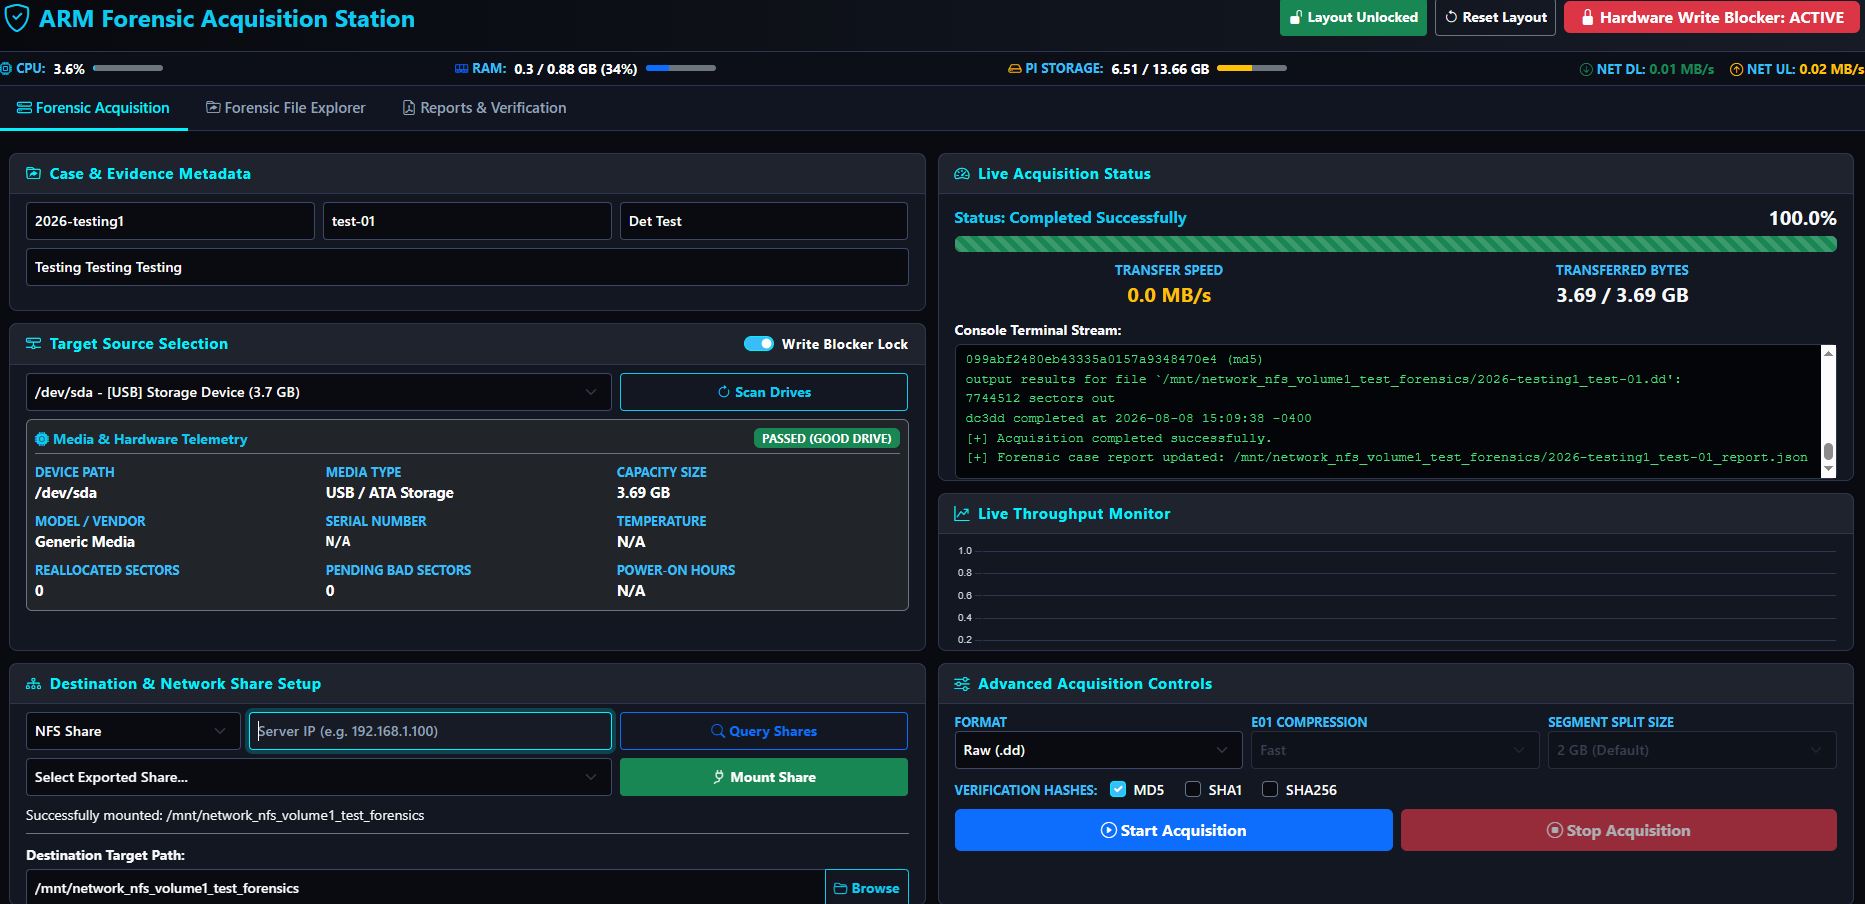 ARM Forensic Acquisition Station
Layout Unlocked
Reset Layout
Hardware Write Blocker: ACTIVE
CPU: 3.6%
RAM: 0.3 / 0.88 GB (34%)
PI STORAGE: 6.51 / 13.66 GB
NET DL: 0.01 MB/s
NET UL: 0.02 MB/s
Forensic Acquisition
Forensic File Explorer
Reports & Verification
Case & Evidence Metadata
2026-testing1
test-01
Det Test
Testing Testing Testing
Target Source Selection
Write Blocker Lock
/dev/sda - [USB] Storage Device (3.7 GB)
Scan Drives
Media & Hardware Telemetry
PASSED (GOOD DRIVE)
DEVICE PATH
/dev/sda
MEDIA TYPE
USB / ATA Storage
CAPACITY SIZE
3.69 GB
MODEL / VENDOR
Generic Media
SERIAL NUMBER
N/A
TEMPERATURE
N/A
REALLOCATED SECTORS
0
PENDING BAD SECTORS
0
POWER-ON HOURS
N/A
Destination & Network Share Setup
NFS Share
Server IP (e.g. 192.168.1.100)
Query Shares
Select Exported Share...
Mount Share
Successfully mounted: /mnt/network_nfs_volume1_test_forensics
Destination Target Path:
/mnt/network_nfs_volume1_test_forensics
Browse
Live Acquisition Status
Status: Completed Successfully
100.0%
TRANSFER SPEED
0.0 MB/s
TRANSFERRED BYTES
3.69 / 3.69 GB
Console Terminal Stream:
099abf2480eb43335a0157a9348470e4 (md5)
output results for file `/mnt/network_nfs_volume1_test_forensics/2026-testing1_test-01.dd':
7744512 sectors out
dc3dd completed at 2026-08-08 15:09:38 -0400
[+] Acquisition completed successfully.
[+] Forensic case report updated: /mnt/network_nfs_volume1_test_forensics/2026-testing1_test-01_report.json
Live Throughput Monitor
1.0
0.8
0.6
0.4
0.2
Advanced Acquisition Controls
FORMAT
Raw (.dd)
E01 COMPRESSION
Fast
SEGMENT SPLIT SIZE
2 GB (Default)
VERIFICATION HASHES:
MD5
SHA1
SHA256
Start Acquisition
Stop Acquisition